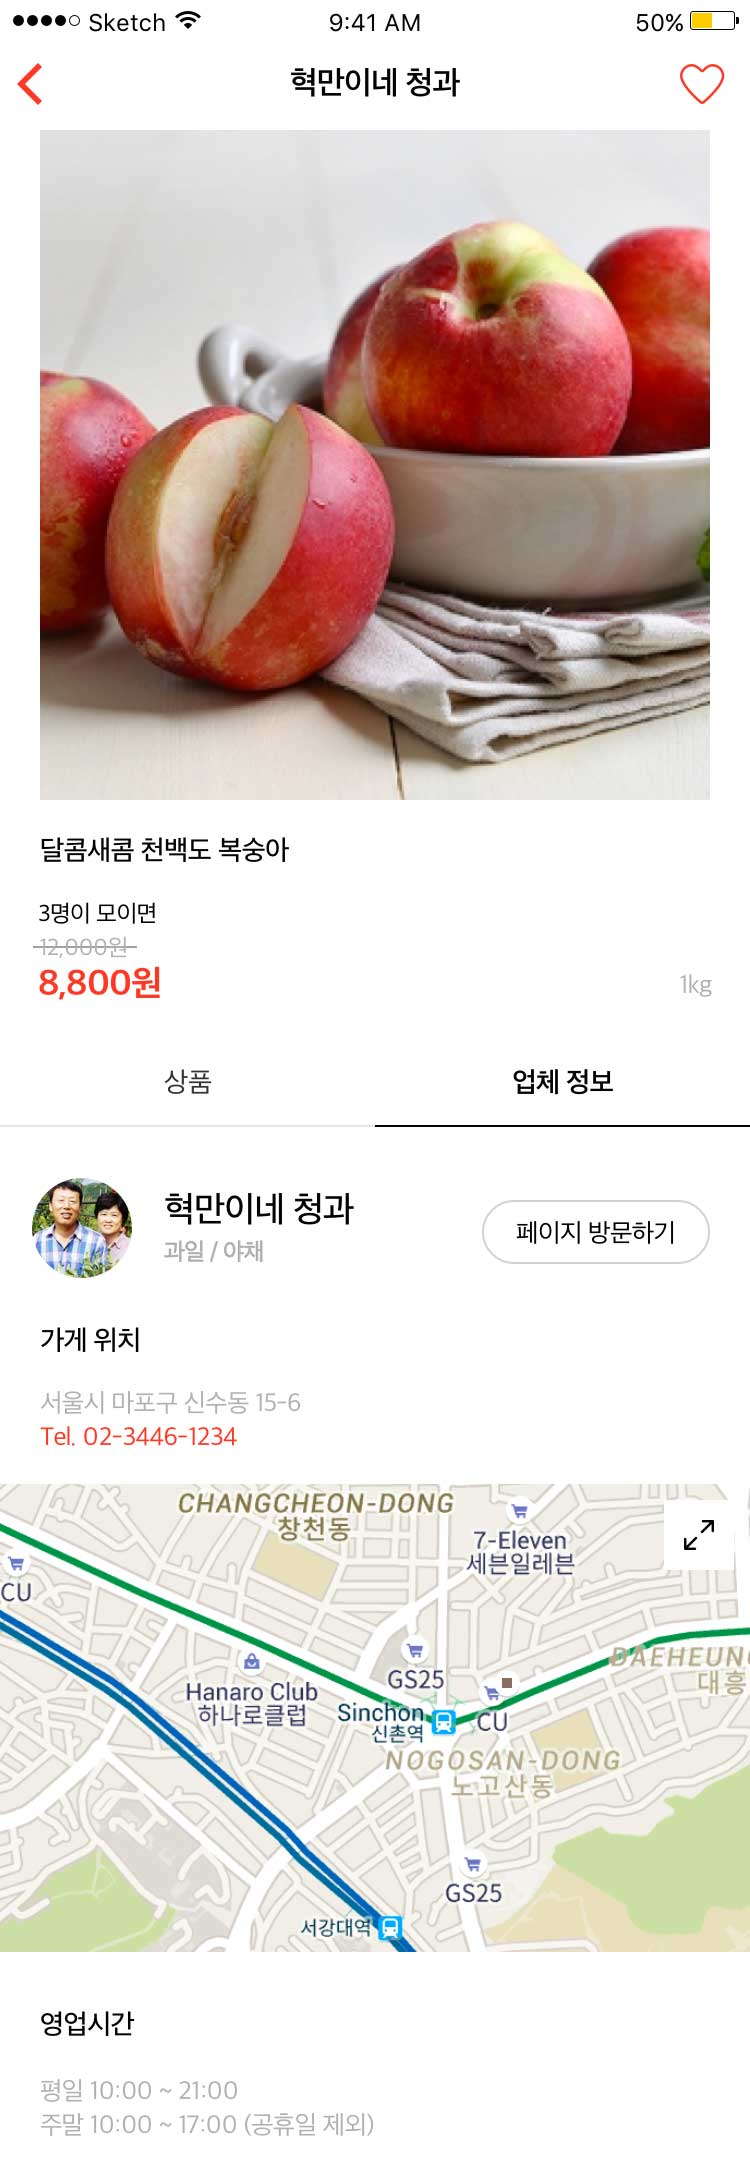 Sketch 9:41 AM 50%
혁만이네 청과
달콤새콤 천백도 복숭아
3명이 모이면
12,000원
8,800원
1kg
상품 업체 정보
혁만이네 청과
과일 / 야채
페이지 방문하기
가게 위치
서울시 마포구 신수동 15-6
Tel. 02-3446-1234
CHANGCHEON-DONG
창천동
7-Eleven
세븐일레븐
CU
GS25
DAEHEUN
대흥
Hanaro Club
하나로클럽
Sinchon
신촌역
CU
NOGOSAN-DONG
노고산동
GS25
서강대역
영업시간
평일 10:00 ~ 21:00
주말 10:00 ~ 17:00 (공휴일 제외)